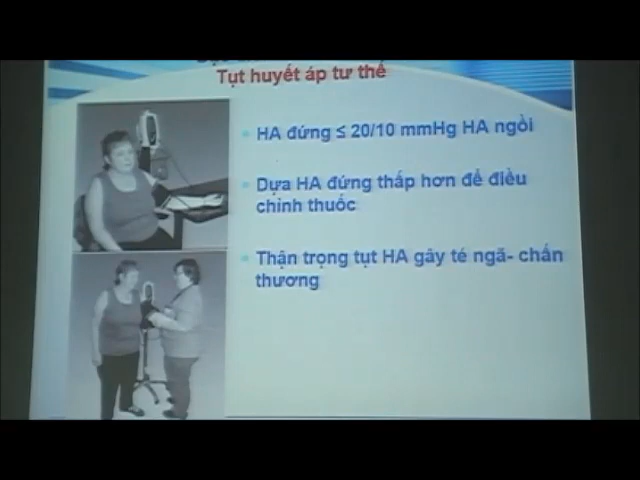 Tụt huyết áp tư thế
HA đứng ≤ 20/10 mmHg HA ngồi
Dựa HA đứng thấp hơn để điều
chỉnh thuốc
Thận trọng tụt HA gây té ngã- chấn
thương